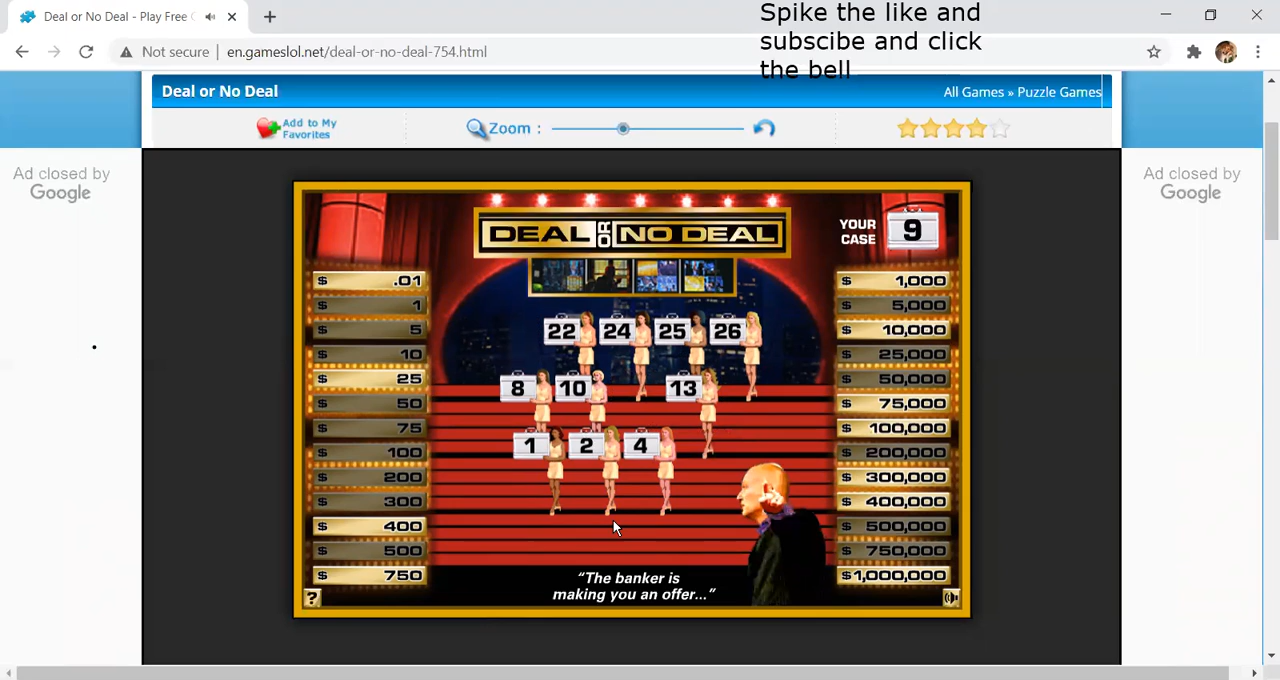 Deal or No Deal - Play Free
Spike the like and
subscibe and click
the bell
Not secure
en.gameslol.net/deal-or-no-deal-754.html
Deal or No Deal
All Games » Puzzle Games
Add to My
Favorites
Zoom :
Ad closed by
Google
Ad closed by
Google
DEAL OR NO DEAL
YOUR
CASE
9
$ .01
$ 1
$ 5
$ 10
$ 25
$ 50
$ 75
$ 100
$ 200
$ 300
$ 400
$ 500
$ 750
22 24 25 26
8 10 13
1 2 4
$ 1,000
$ 5,000
$ 10,000
$ 25,000
$ 50,000
$ 75,000
$ 100,000
$ 200,000
$ 300,000
$ 400,000
$ 500,000
$ 750,000
$1,000,000
“The banker is
making you an offer...”
?